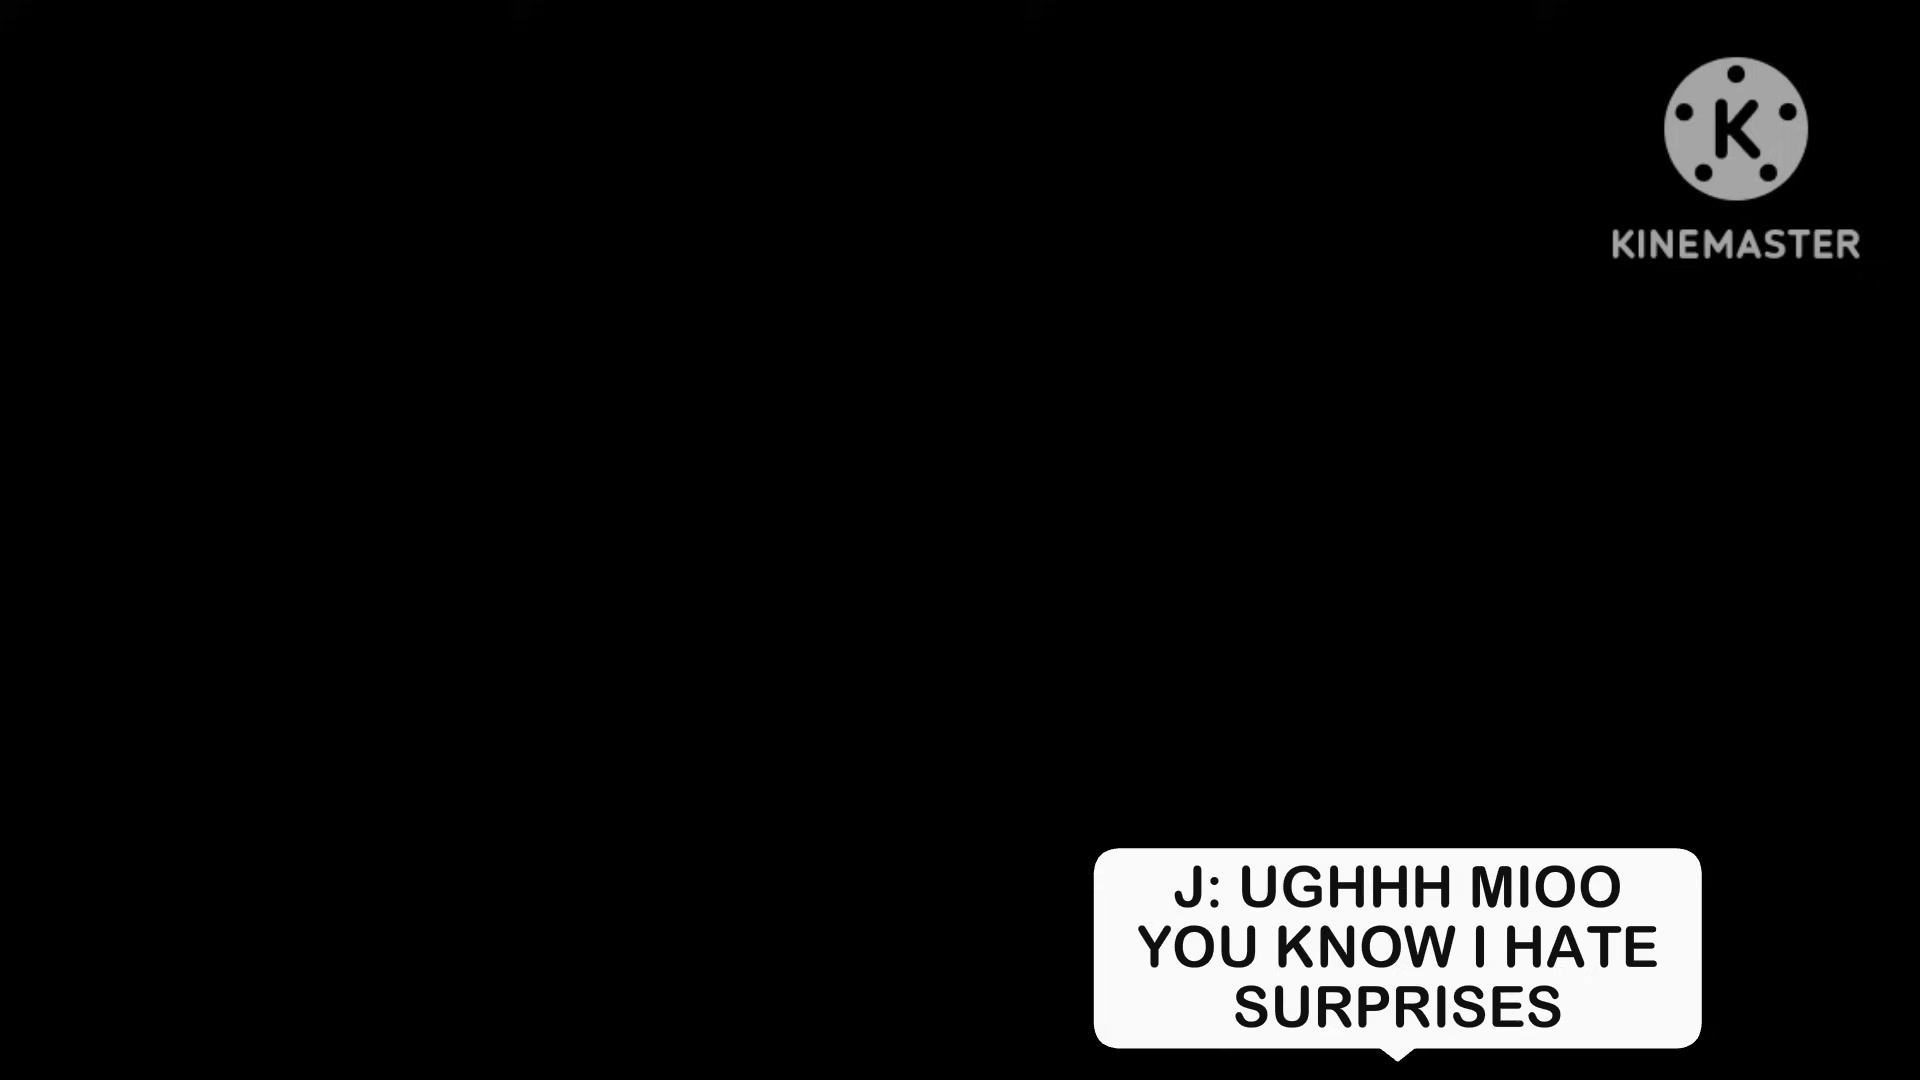 K
KINEMASTER
J: UGHHH MIOO
YOU KNOW I HATE
SURPRISES